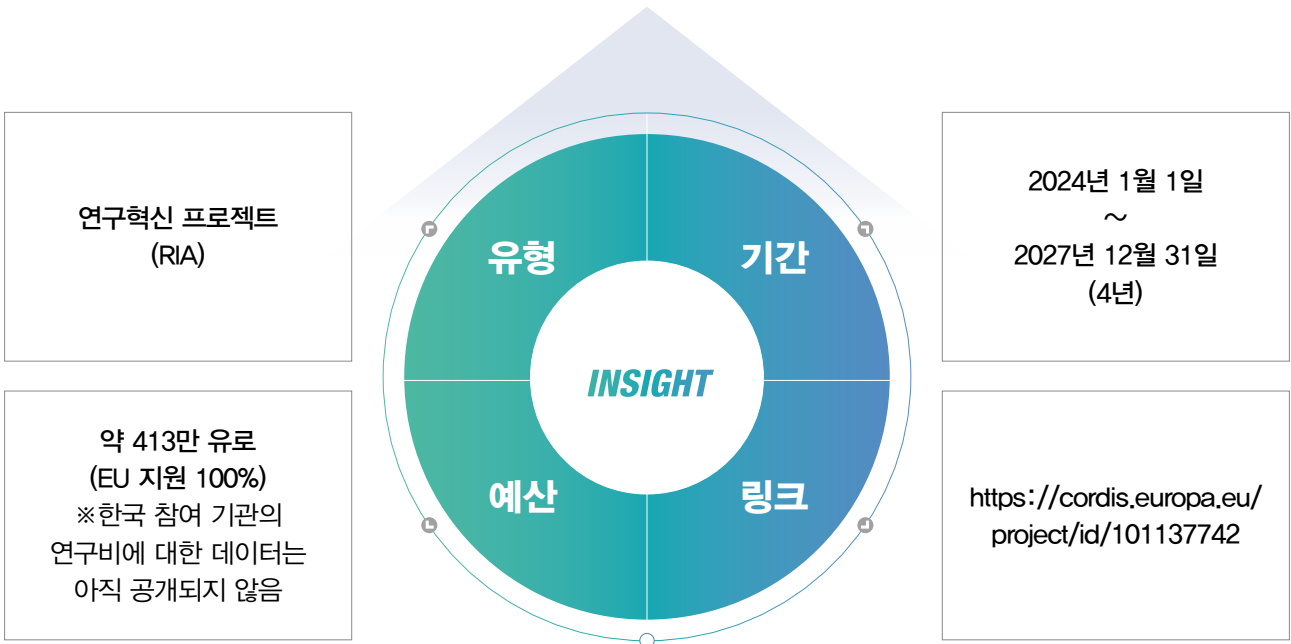 연구혁신 프로젝트
(RIA)
유형
기간
2024년 1월 1일
~
2027년 12월 31일
(4년)
INSIGHT
약 413만 유로
(EU 지원 100%)
※한국 참여 기관의
연구비에 대한 데이터는
아직 공개되지 않음
예산
링크
https://cordis.europa.eu/
project/id/101137742